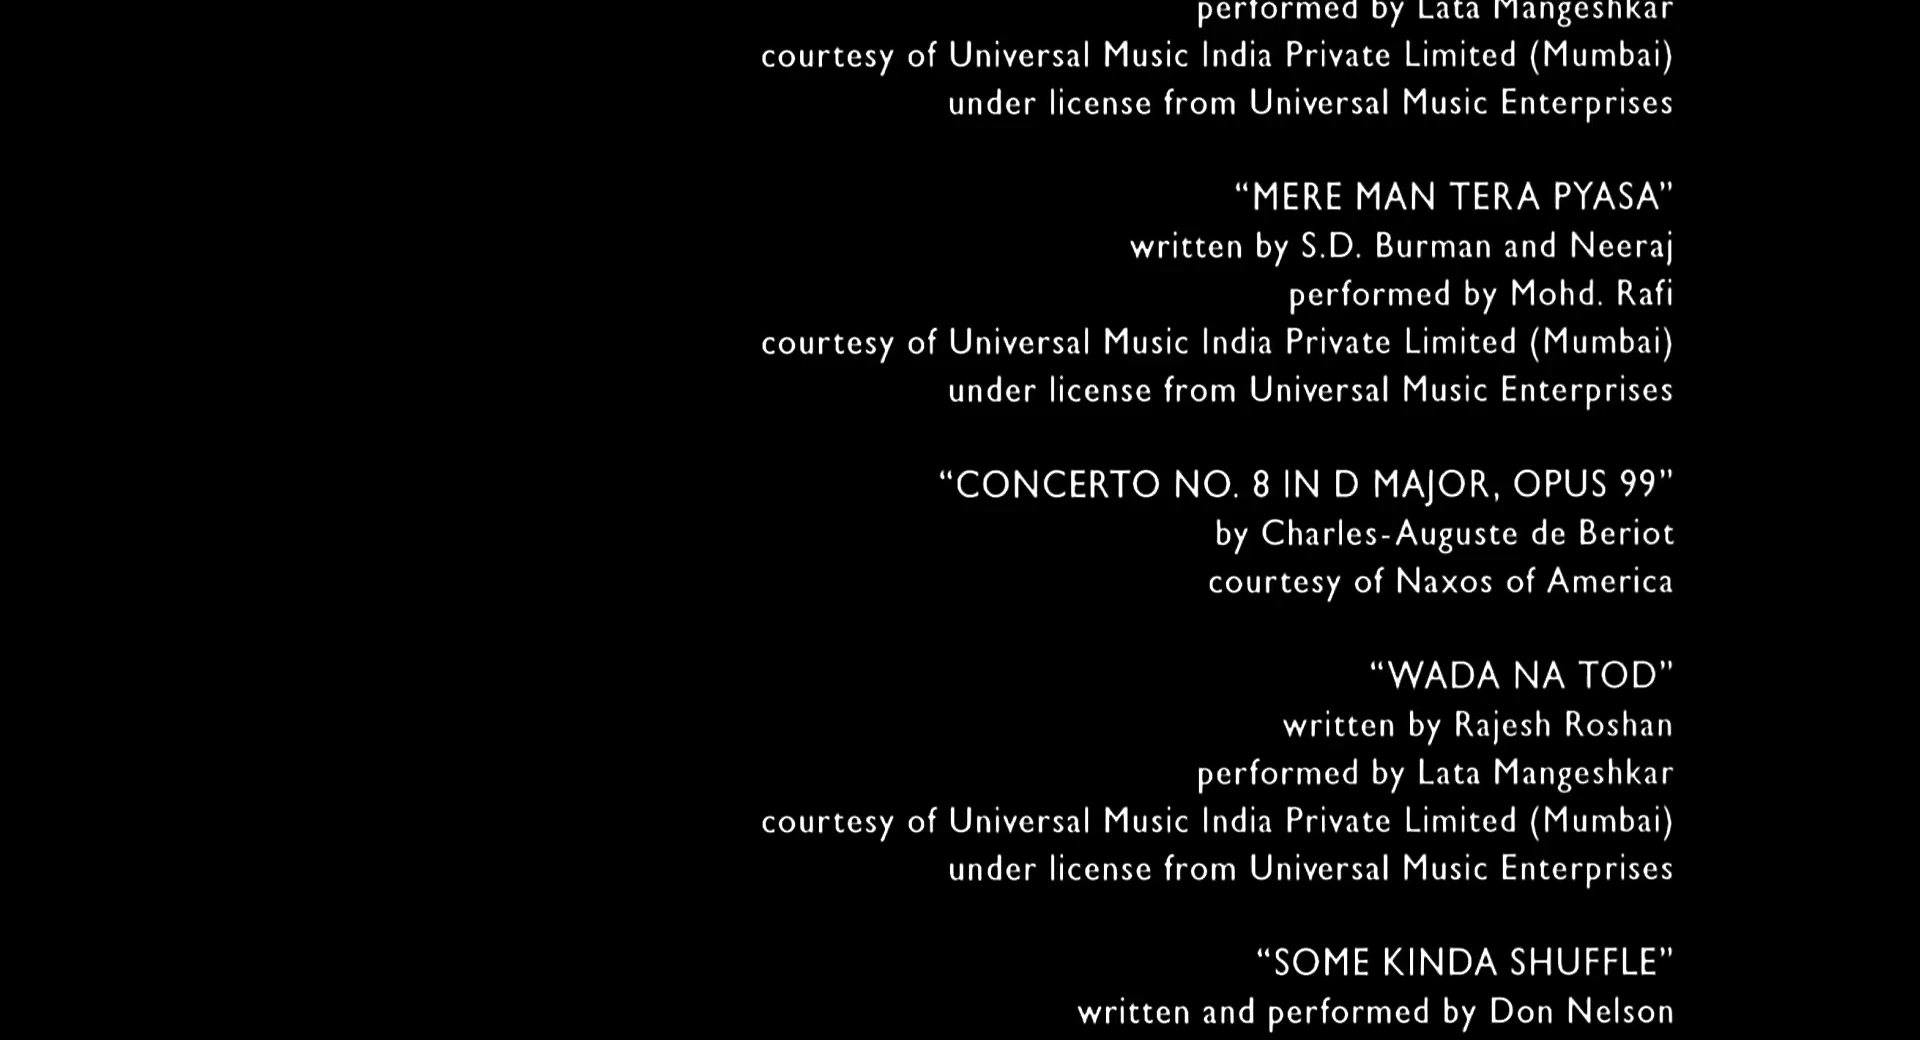 performed by Lata Mangeshkar
courtesy of Universal Music India Private Limited (Mumbai)
under license from Universal Music Enterprises
“MERE MAN TERA PYASA”
written by S.D. Burman and Neeraj
performed by Mohd. Rafi
courtesy of Universal Music India Private Limited (Mumbai)
under license from Universal Music Enterprises
“CONCERTO NO. 8 IN D MAJOR, OPUS 99”
by Charles-Auguste de Beriot
courtesy of Naxos of America
“WADA NA TOD”
written by Rajesh Roshan
performed by Lata Mangeshkar
courtesy of Universal Music India Private Limited (Mumbai)
under license from Universal Music Enterprises
“SOME KINDA SHUFFLE”
written and performed by Don Nelson